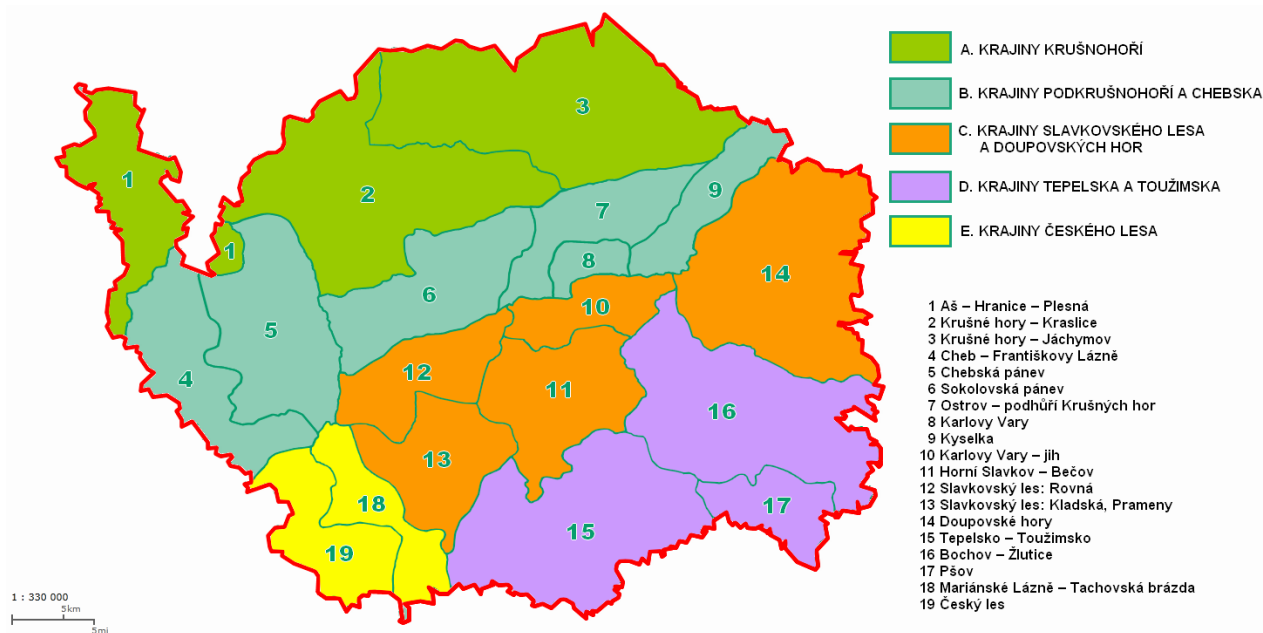 A. KRAJINY KRUŠNOHOŘÍ
B. KRAJINY PODKRUŠNOHOŘÍ A CHEBSKA
C. KRAJINY SLAVKOVSKÉHO LESA
A DOUPOVSKÝCH HOR
D. KRAJINY TEPELSKA A TOUŽIMSKA
E. KRAJINY ČESKÉHO LESA
3
1
2
9
7
1
8
14
6
10
5
12
4
11
16
13
18
17
15
19
1 Aš – Hranice – Plesná
2 Krušné hory – Kraslice
3 Krušné hory – Jáchymov
4 Cheb – Františkovy Lázně
5 Chebská pánev
6 Sokolovská pánev
7 Ostrov – podhůří Krušných hor
8 Karlovy Vary
9 Kyselka
10 Karlovy Vary – jih
11 Horní Slavkov – Bečov
12 Slavkovský les: Rovná
13 Slavkovský les: Kladská, Prameny
14 Doupovské hory
15 Tepelsko – Toužimsko
16 Bochov – Žlutice
17 Pšov
18 Mariánské Lázně – Tachovská brázda
19 Český les
1 : 330 000
5km
5mi